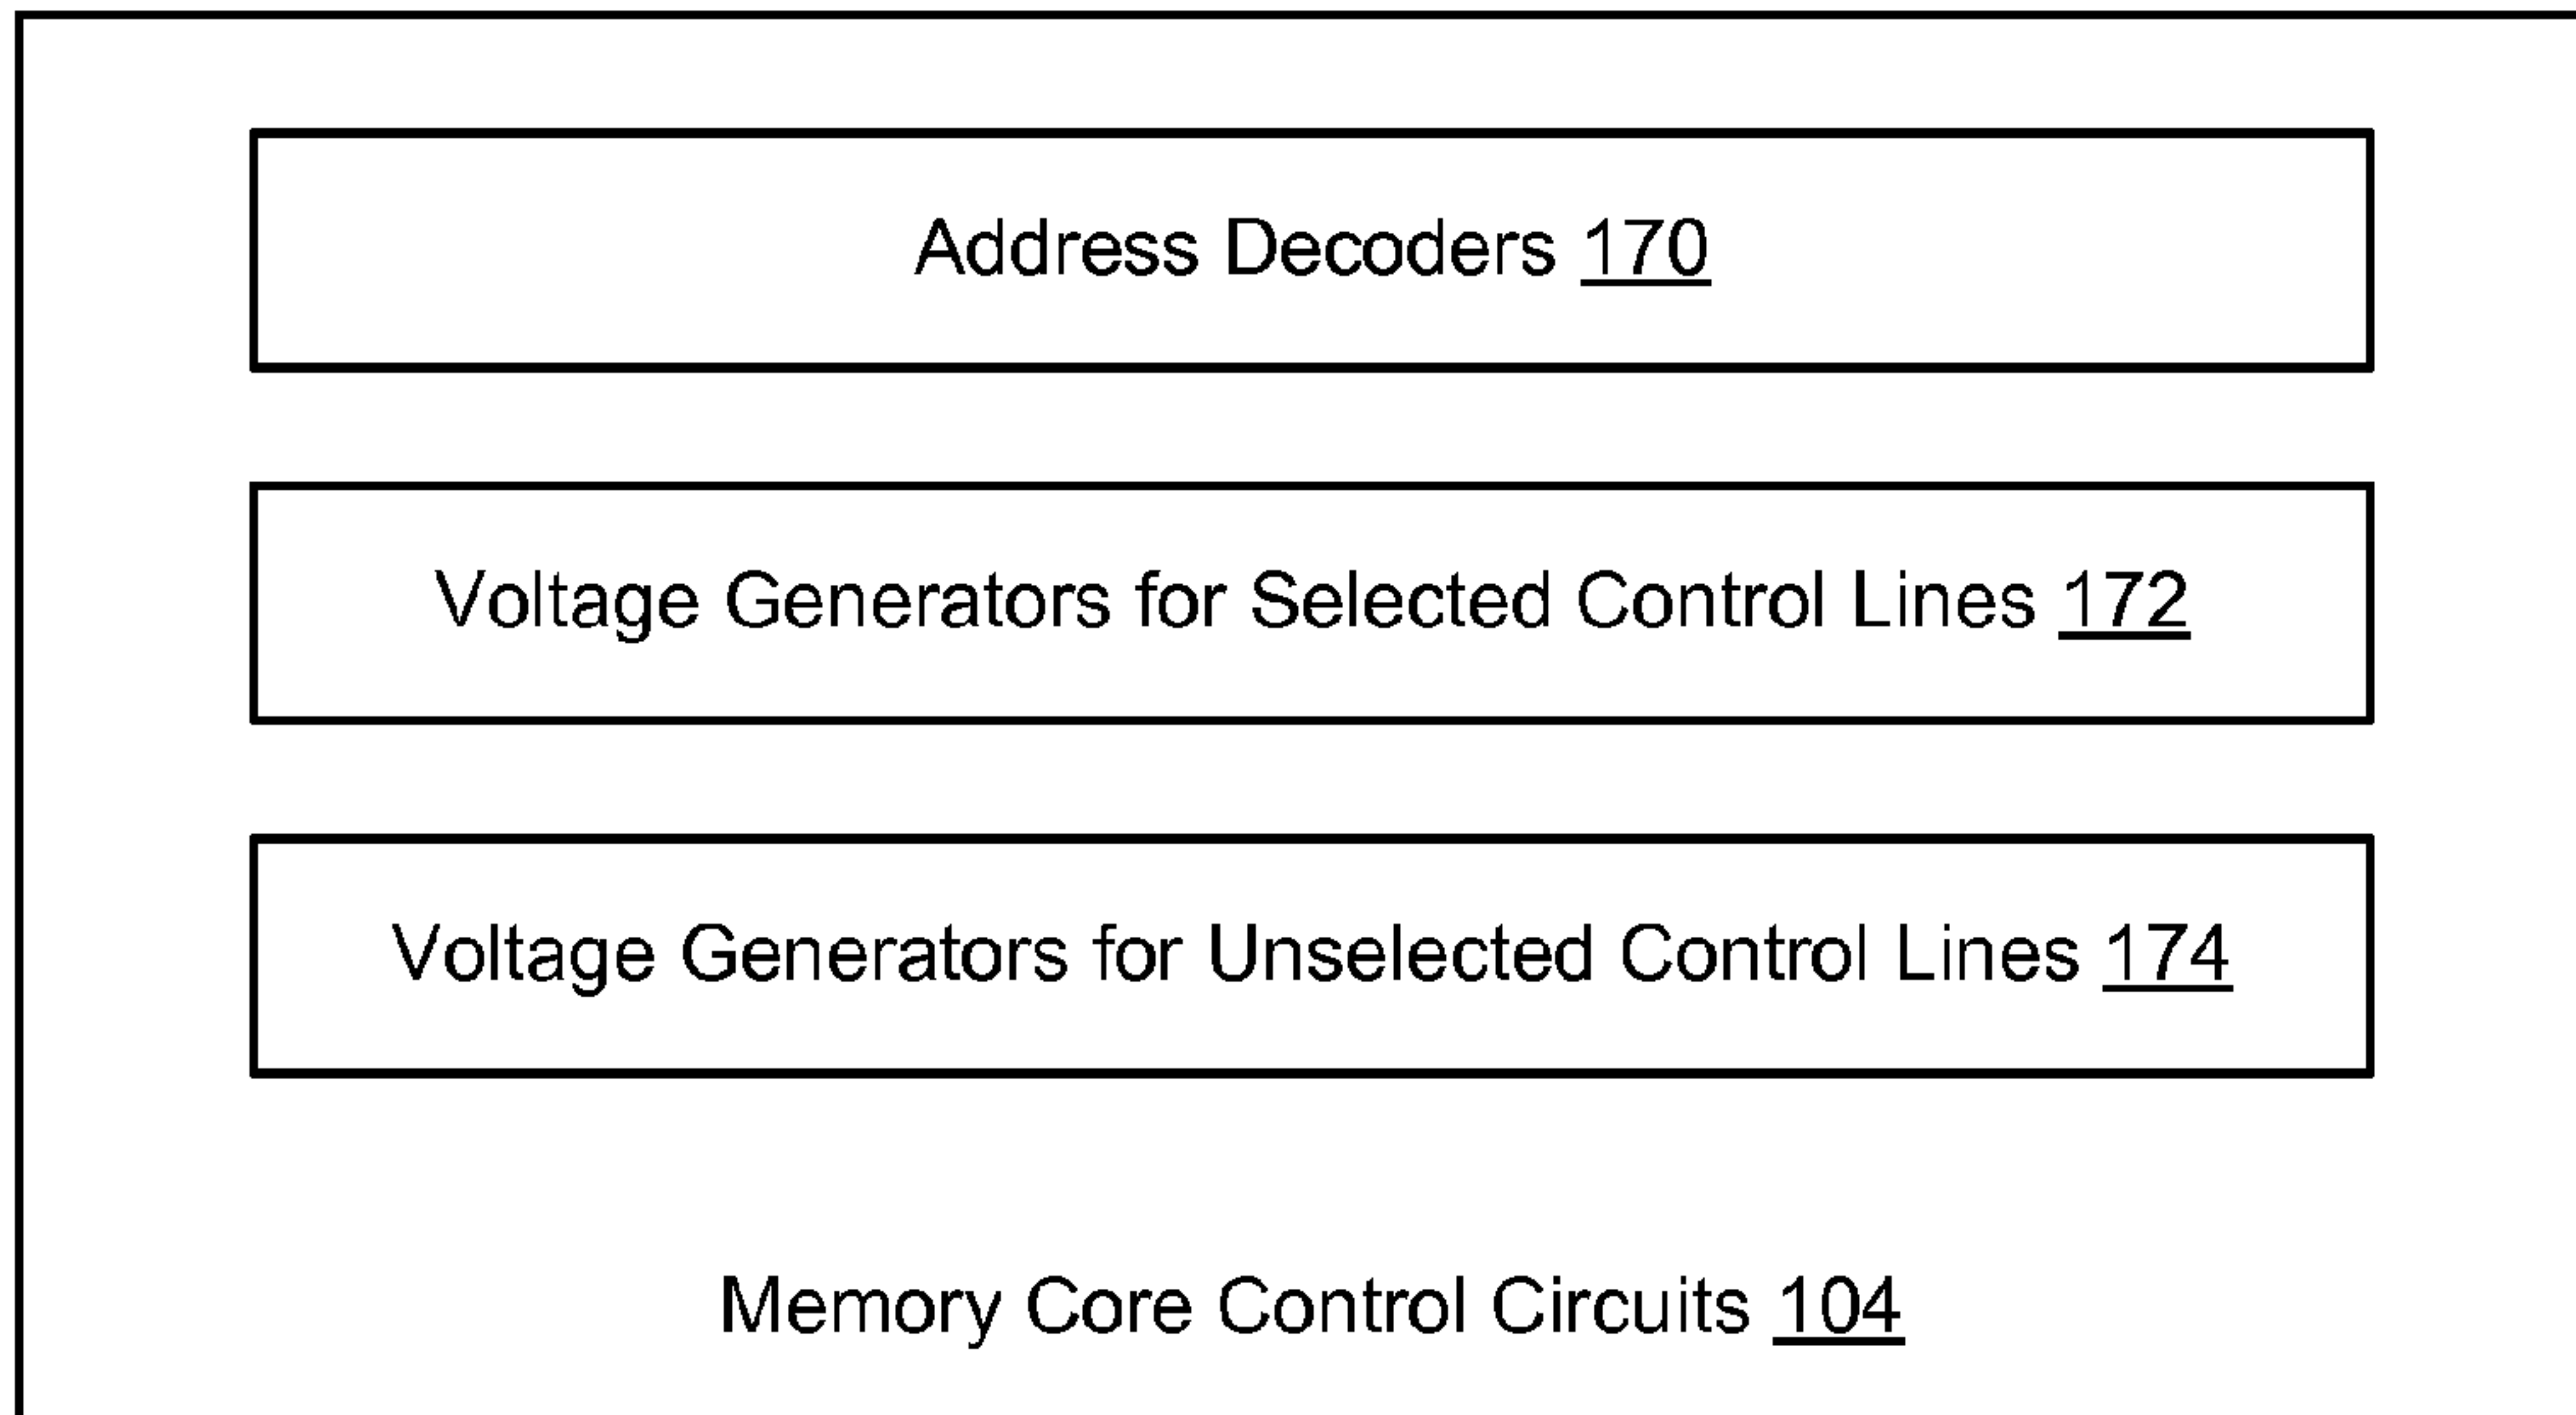 Address Decoders 170
Voltage Generators for Selected Control Lines 172
Voltage Generators for Unselected Control Lines 174
Memory Core Control Circuits 104